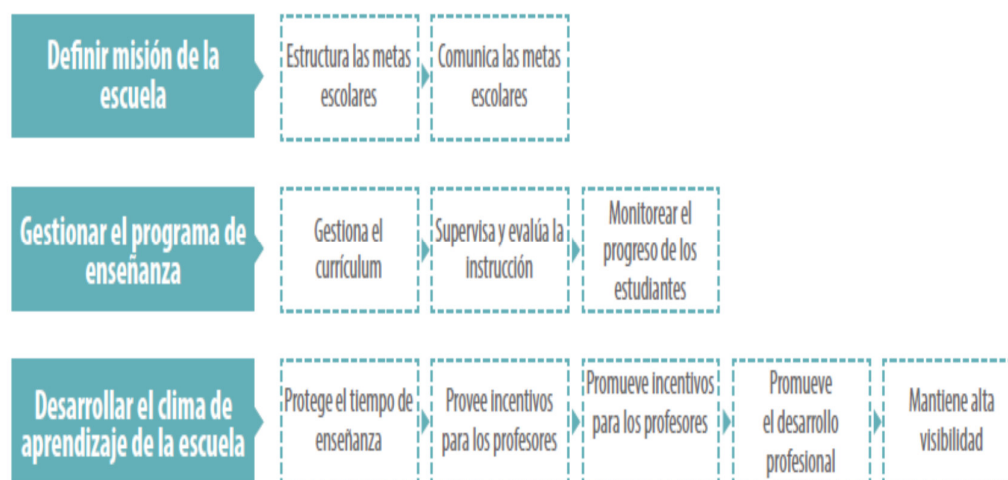 Definir misión de la
escuela
Estructura las metas
escolares
Comunica las metas
escolares
Gestionar el programa de
enseñanza
Gestiona el
currículum
Supervisa y evalúa la
instrucción
Monitorear el
progreso de los
estudiantes
Desarrollar el clima de
aprendizaje de la escuela
Protege el tiempo de
enseñanza
Provee incentivos
para los profesores
Promueve incentivos
para los profesores
Promueve
el desarrollo
profesional
Mantiene alta
visibilidad